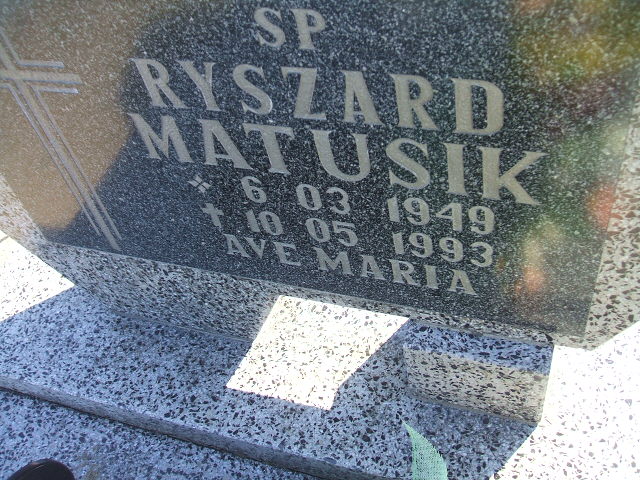 SP
RYSZARD
MATUSIK
6 03 1949
10 05 1993
AVE MARIA